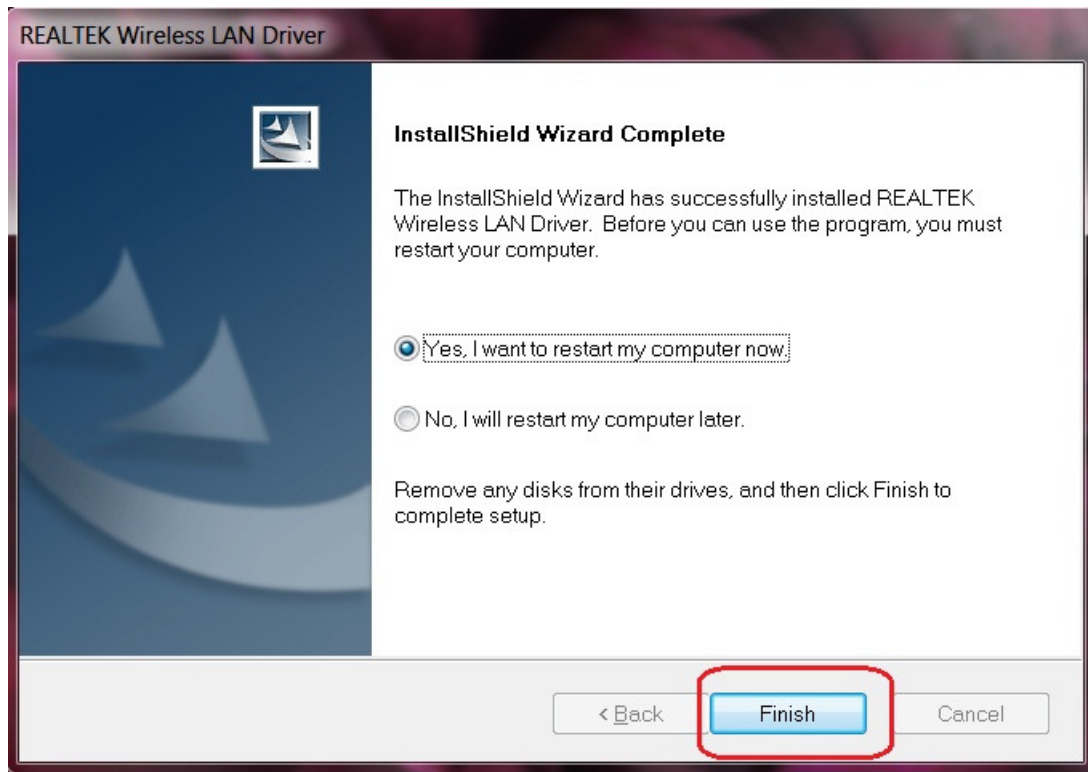 REALTEK Wireless LAN Driver
InstallShield Wizard Complete
The InstallShield Wizard has successfully installed REALTEK
Wireless LAN Driver. Before you can use the program, you must
restart your computer.
Yes, I want to restart my computer now.
No, I will restart my computer later.
Remove any disks from their drives, and then click Finish to
complete setup.
< Back Finish Cancel